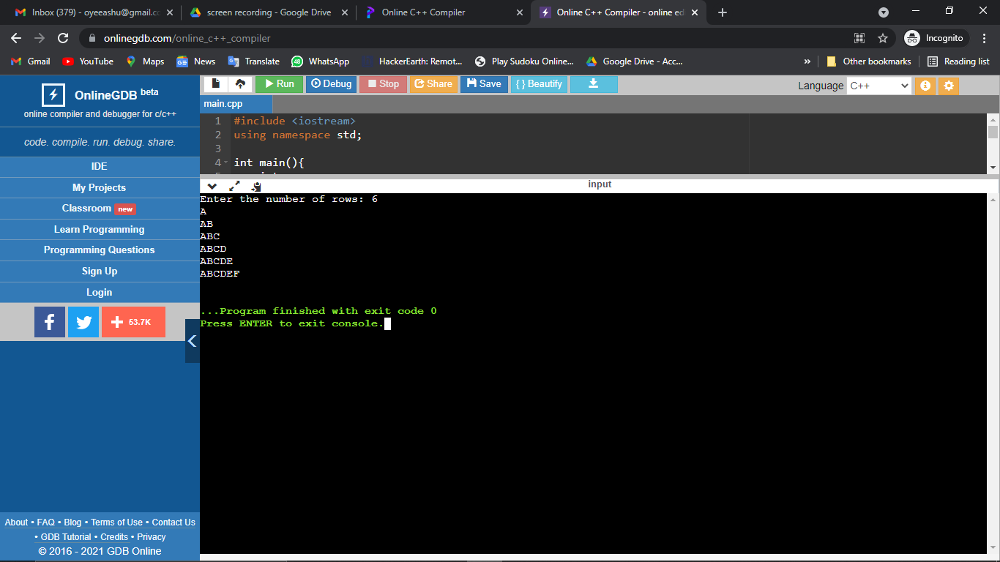 Inbox (379) - oyeeashu@gmail.cc
screen recording - Google Drive
Online C++ Compiler
Online C++ Compiler - online ed
onlinegdb.com/online_c++_compiler
Incognito
Gmail
YouTube
Maps
News
Translate
48
WhatsApp
HackerEarth: Remot...
Play Sudoku Online...
Google Drive - Acc...
»
Other bookmarks
Reading list
OnlineGDB beta
online compiler and debugger for c/c++
code. compile. run. debug. share.
IDE
My Projects
Classroom new
Learn Programming
Programming Questions
Sign Up
Login
53.7K
About • FAQ • Blog • Terms of Use • Contact Us
• GDB Tutorial • Credits • Privacy
© 2016 - 2021 GDB Online
Run
Debug
Stop
Share
Save
{ } Beautify
Language C++
main.cpp
1 #include <iostream>
2 using namespace std;
3
4 int main(){
input
Enter the number of rows: 6
A
AB
ABC
ABCD
ABCDE
ABCDEF
...Program finished with exit code 0
Press ENTER to exit console.